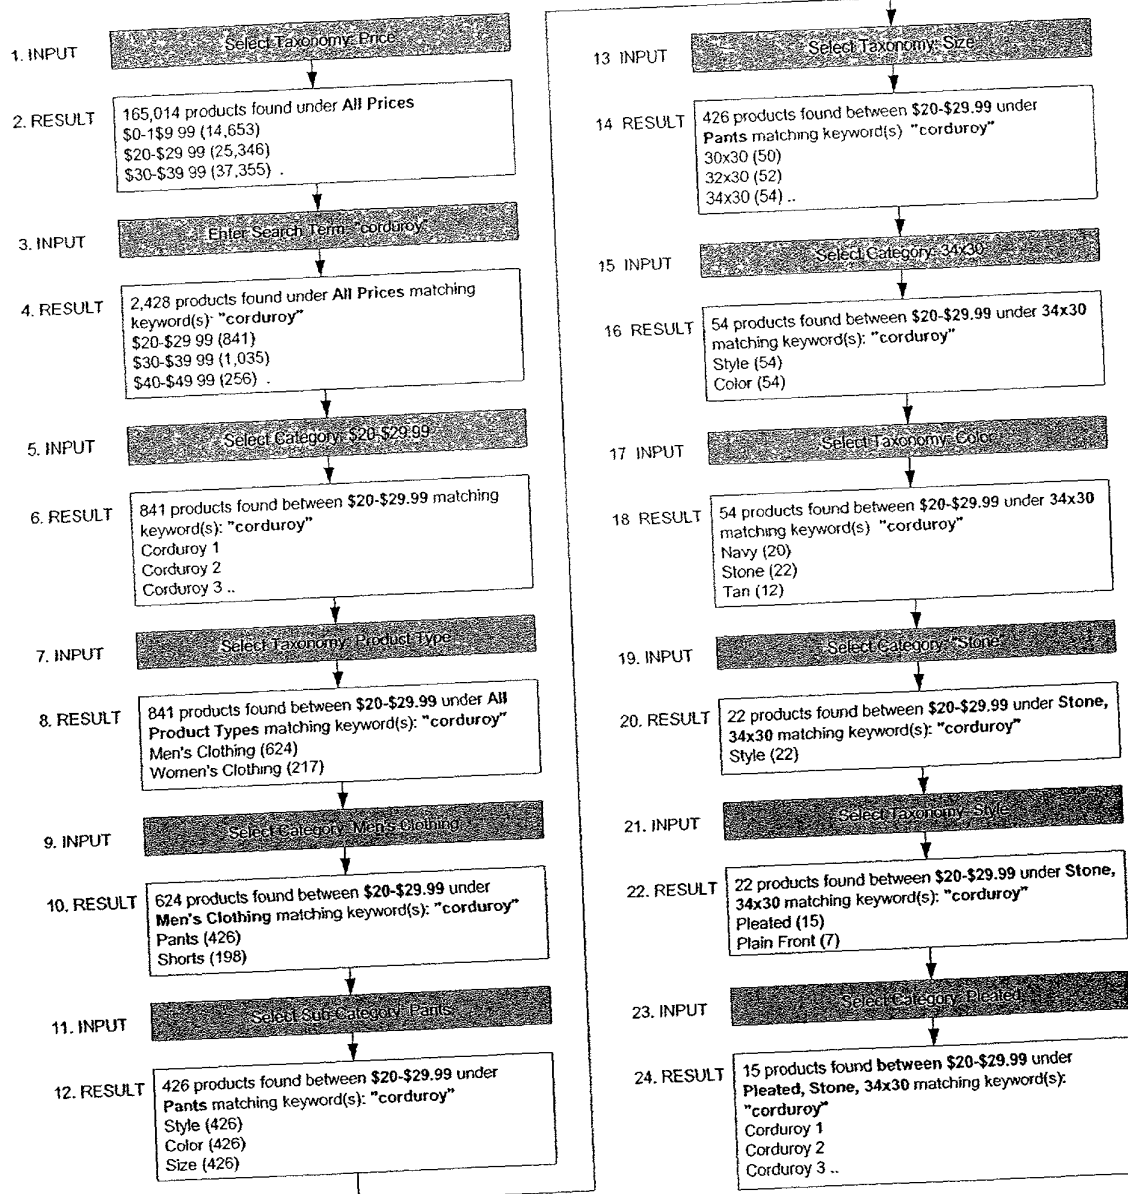 1. INPUT
Select Taxonomy: Price
2. RESULT
165,014 products found under All Prices
$0-1$9 99 (14,653)
$20-$29 99 (25,346)
$30-$39 99 (37,355) .
3. INPUT
Enter Search Term: "corduroy"
4. RESULT
2,428 products found under All Prices matching
keyword(s): "corduroy"
$20-$29 99 (841)
$30-$39 99 (1,035)
$40-$49 99 (256) .
5. INPUT
Select Category: $20-$29.99
6. RESULT
841 products found between $20-$29.99 matching
keyword(s): "corduroy"
Corduroy 1
Corduroy 2
Corduroy 3 ..
7. INPUT
Select Taxonomy: Product Type
8. RESULT
841 products found between $20-$29.99 under All
Product Types matching keyword(s): "corduroy"
Men's Clothing (624)
Women's Clothing (217)
9. INPUT
Select Category: Men's Clothing
10. RESULT
624 products found between $20-$29.99 under
Men's Clothing matching keyword(s): "corduroy"
Pants (426)
Shorts (198)
11. INPUT
Select Sub-Category: Pants
12. RESULT
426 products found between $20-$29.99 under
Pants matching keyword(s): "corduroy"
Style (426)
Color (426)
Size (426)
13 INPUT
Select Taxonomy: Size
14 RESULT
426 products found between $20-$29.99 under
Pants matching keyword(s) "corduroy"
30x30 (50)
32x30 (52)
34x30 (54) ..
15 INPUT
Select Category: 34x30
16 RESULT
54 products found between $20-$29.99 under 34x30
matching keyword(s): "corduroy"
Style (54)
Color (54)
17 INPUT
Select Taxonomy: Color
18 RESULT
54 products found between $20-$29.99 under 34x30
matching keyword(s) "corduroy"
Navy (20)
Stone (22)
Tan (12)
19. INPUT
Select Category: "Stone"
20. RESULT
22 products found between $20-$29.99 under Stone,
34x30 matching keyword(s): "corduroy"
Style (22)
21. INPUT
Select Taxonomy: Style
22. RESULT
22 products found between $20-$29.99 under Stone,
34x30 matching keyword(s): "corduroy"
Pleated (15)
Plain Front (7)
23. INPUT
Select Category: Pleated
24. RESULT
15 products found between $20-$29.99 under
Pleated, Stone, 34x30 matching keyword(s):
"corduroy"
Corduroy 1
Corduroy 2
Corduroy 3 ..